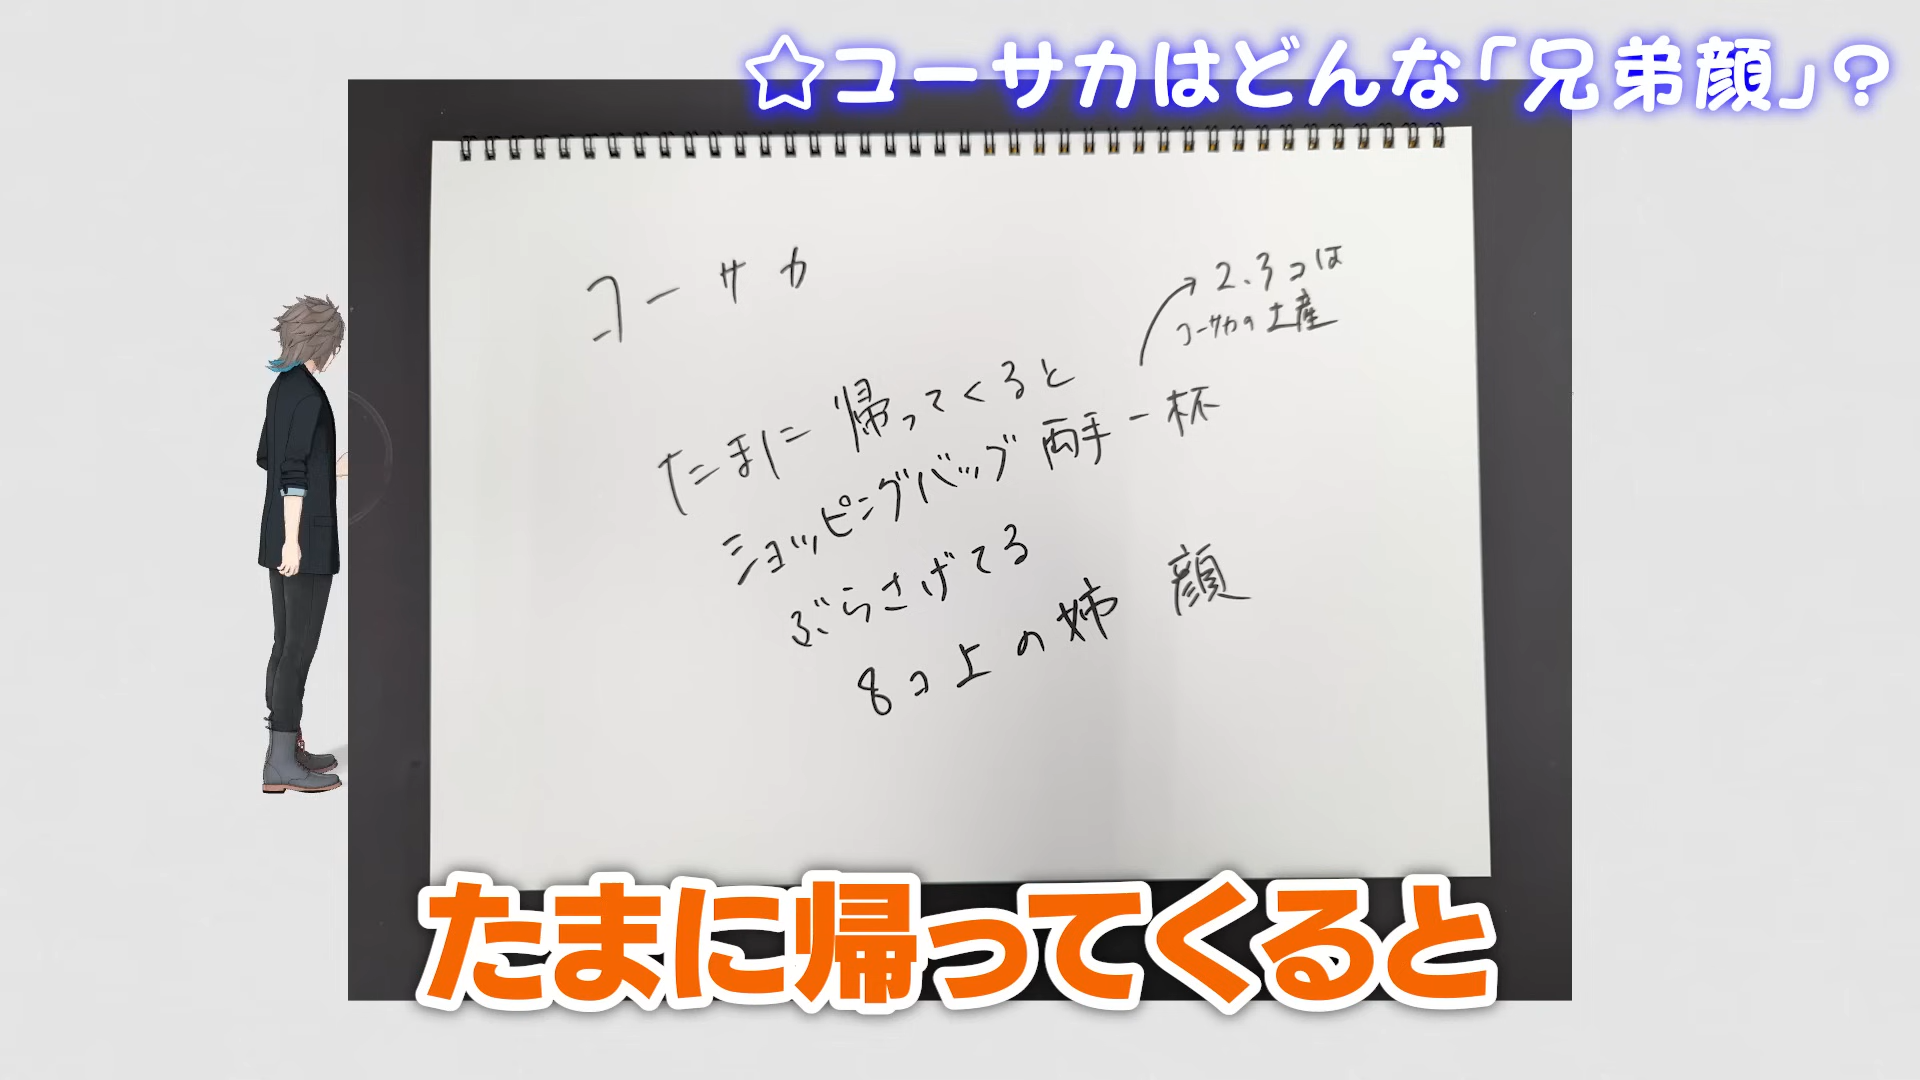 ☆コーサカはどんな「兄弟顔」?
コーサカ
2、3コは
コーサカの土産
たまに帰ってくると
ショッピングバッグ両手一杯
ぶらさげてる
8コ上の姉顔
たまに帰ってくると